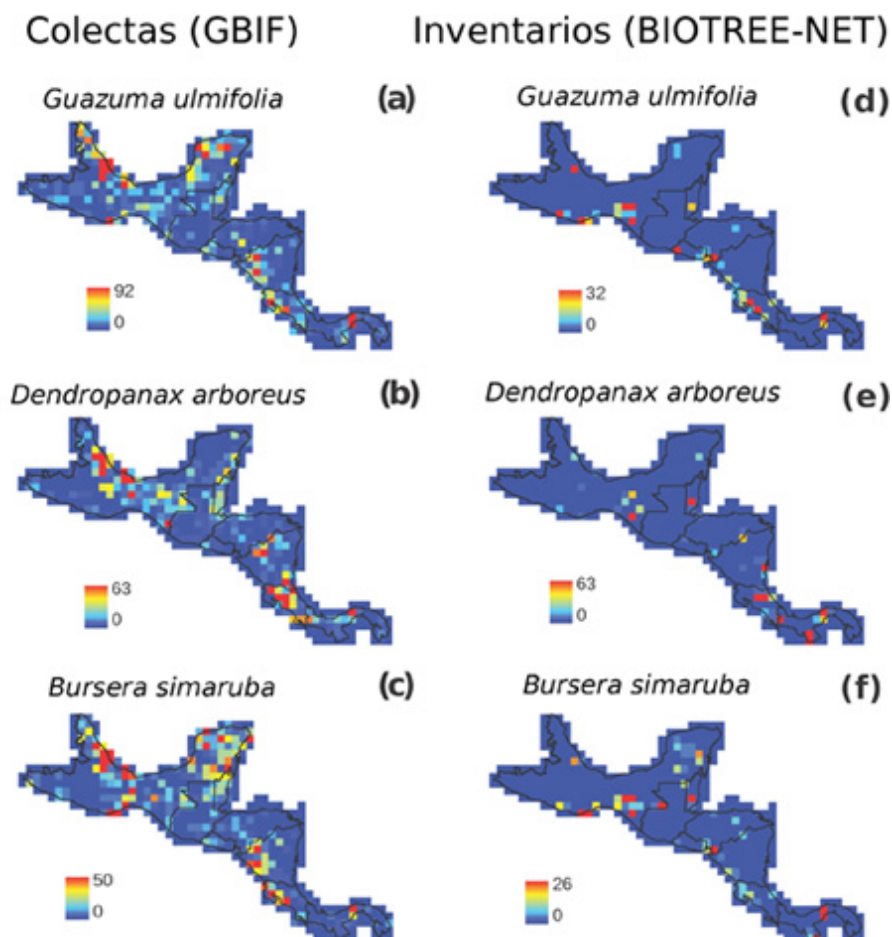 Colectas (GBIF)
Inventarios (BIOTREE-NET)
Guazuma ulmifolia
(a)
92
0
Guazuma ulmifolia
(d)
32
0
Dendropanax arboreus
(b)
63
0
Dendropanax arboreus
(e)
63
0
Bursera simaruba
(c)
50
0
Bursera simaruba
(f)
26
0